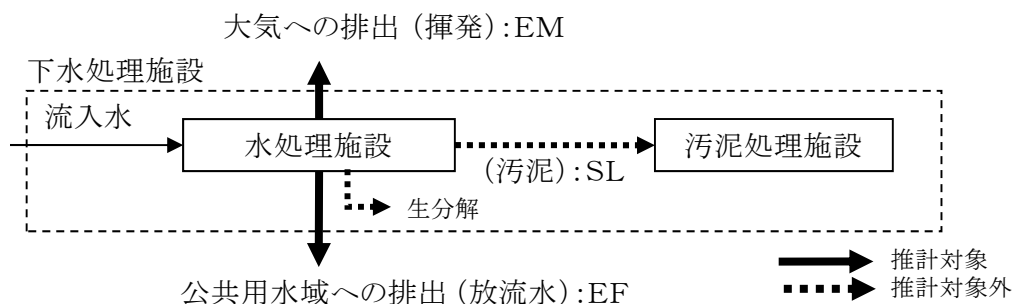 大気への排出（揮発）:EM
下水処理施設
流入水
水処理施設
汚泥処理施設
(汚泥):SL
生分解
推計対象
公共用水域への排出（放流水）:EF
推計対象外